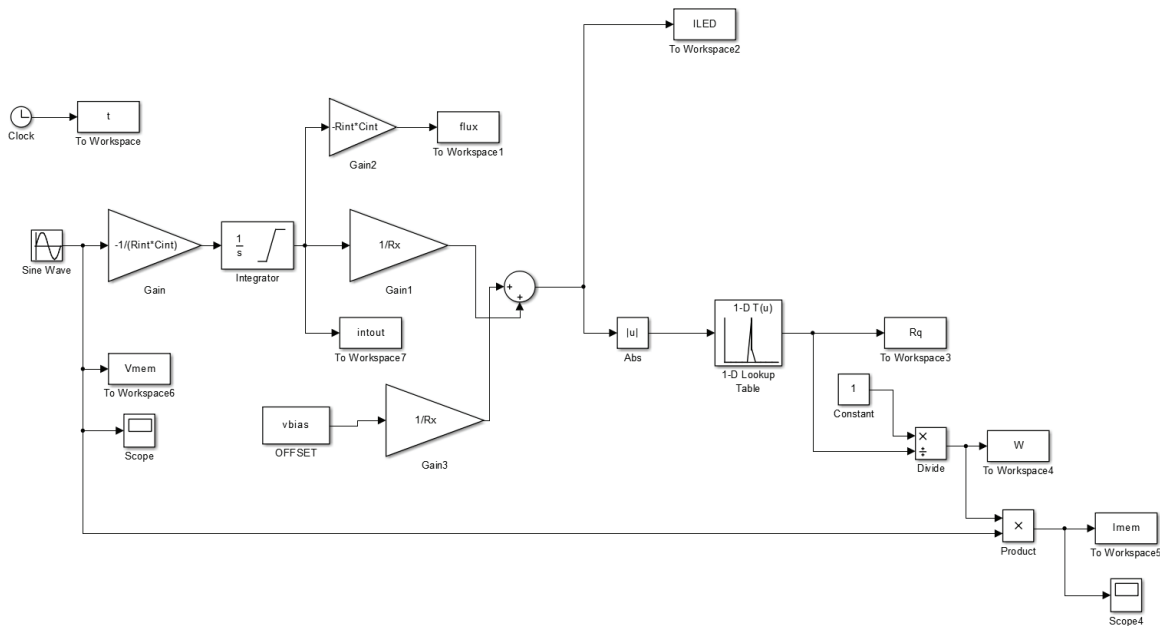 ILED
To Workspace2
t
Clock
To Workspace
-Rint*Cint
flux
To Workspace1
Gain2
-1/(Rint*Cint)
1
s
1/Rx
Sine Wave
Integrator
Gain
Gain1
+
+
|u|
Abs
1-D T(u)
1-D Lookup
Table
Rq
To Workspace3
intout
To Workspace7
Vmem
To Workspace6
1
Constant
Scope
vbias
OFFSET
1/Rx
Gain3
×
÷
Divide
W
To Workspace4
×
Product
Imem
To Workspace5
Scope4